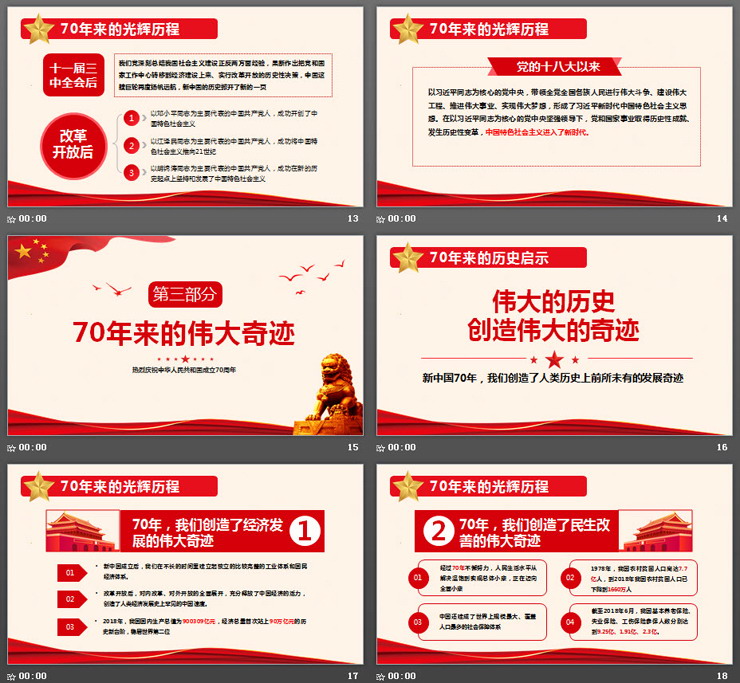 70年来的光辉历程
十一届三
中全会后
我们党深刻总结我国社会主义建设正反两方面经验，果断作出把党和国
家工作中心转移到经济建设上来、实行改革开放的历史性决策，中国这
艘巨轮再度扬帆远航，新中国的历史掀开了新的一页
改革
开放后
1
以邓小平同志为主要代表的中国共产党人，成功开创了中
国特色社会主义
2
以江泽民同志为主要代表的中国共产党人，成功将中国特
色社会主义推向21世纪
3
以胡锦涛同志为主要代表的中国共产党人，成功在新的历
史起点上坚持和发展了中国特色社会主义
00:00
13
70年来的光辉历程
党的十八大以来
以习近平同志为核心的党中央，带领全党全国各族人民进行伟大斗争、建设伟大
工程、推进伟大事业、实现伟大梦想，形成了习近平新时代中国特色社会主义思
想。在以习近平同志为核心的党中央坚强领导下，党和国家事业取得历史性成就、
发生历史性变革，中国特色社会主义进入了新时代。
00:00
14
第三部分
70年来的伟大奇迹
热烈庆祝中华人民共和国成立70周年
00:00
15
70年来的历史启示
伟大的历史
创造伟大的奇迹
新中国70年，我们创造了人类历史上前所未有的发展奇迹
00:00
16
70年来的光辉历程
70年，我们创造了经济发
展的伟大奇迹
1
01
• 新中国成立后，我们在不长的时间里建立起独立的比较完整的工业体系和国民
经济体系。
02
• 改革开放后，对内改革、对外开放的全面展开，充分释放了中国经济的活力，
创造了人类经济发展史上罕见的中国速度。
03
• 2018年，我国国内生产总值为900309亿元，经济总量首次站上90万亿元的历
史新台阶，稳居世界第二位
00:00
17
70年来的光辉历程
2
70年，我们创造了民生改
善的伟大奇迹
01
经过70年不懈努力，人民生活水平从
解决温饱到实现总体小康，正在迈向
全面小康
02
1978年，我国农村贫困人口高达7.7
亿人，到2018年我国农村贫困人口已
下降到1660万人
03
中国还建成了世界上规模最大、覆盖
人口最多的社会保障体系
04
截至2018年6月，我国基本养老保险、
失业保险、工伤保险参保人数分别达
到9.25亿、1.91亿、2.3亿。
00:00
18